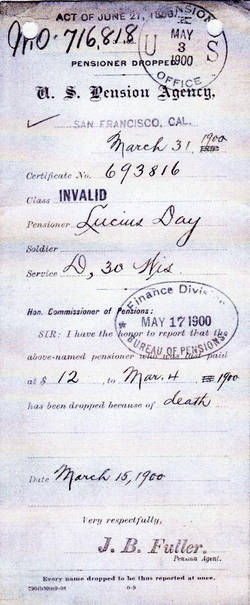 ACT OF JUNE 27, 1890.
No. 716,818
PENSION
U MAY S
3
1900
OFFICE
PENSIONER DROPPED
U. S. Pension Agency,
SAN FRANCISCO, CAL.
March 31, 1900
Certificate No. 693816
Class INVALID
Pensioner Lucius Day
Soldier
Service D, 30 Wis
Hon. Commissioner of Pensions:
Finance Division
MAY 17 1900
BUREAU OF PENSIONS
SIR: I have the honor to report that the
above-named pensioner who was last paid
at $ 12, to Mar. 4, 1900
has been dropped because of death
Date March 15, 1900
Very respectfully,
J. B. Fuller.
Pension Agent.
Every name dropped to be thus reported at once.